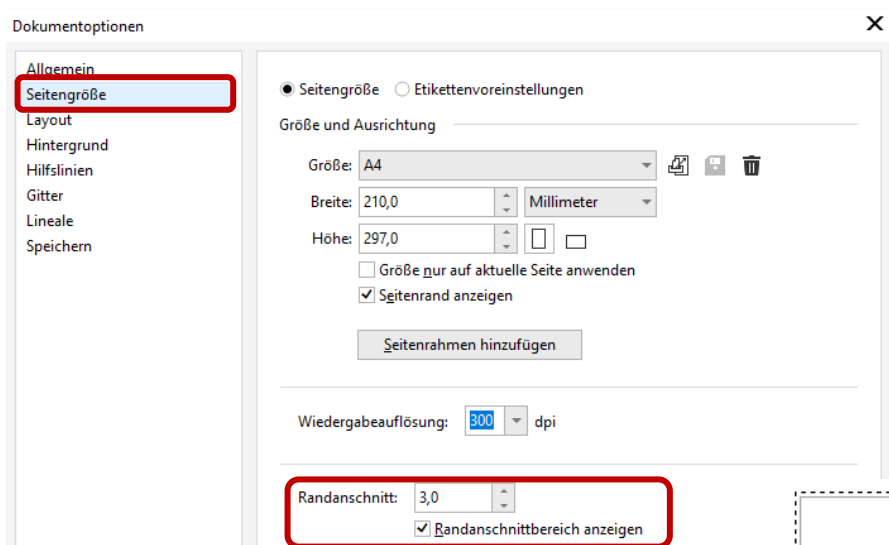 Dokumentoptionen
Allgemein
Seitengröße
Layout
Hintergrund
Hilfslinien
Gitter
Lineale
Speichern
Seitengröße Etikettenvoreinstellungen
Größe und Ausrichtung
Größe: A4
Breite: 210,0 Millimeter
Höhe: 297,0
Größe nur auf aktuelle Seite anwenden
Seitenrand anzeigen
Seitenrahmen hinzufügen
Wiedergabeauflösung: 300 dpi
Randanschnitt: 3,0
Randanschnittbereich anzeigen